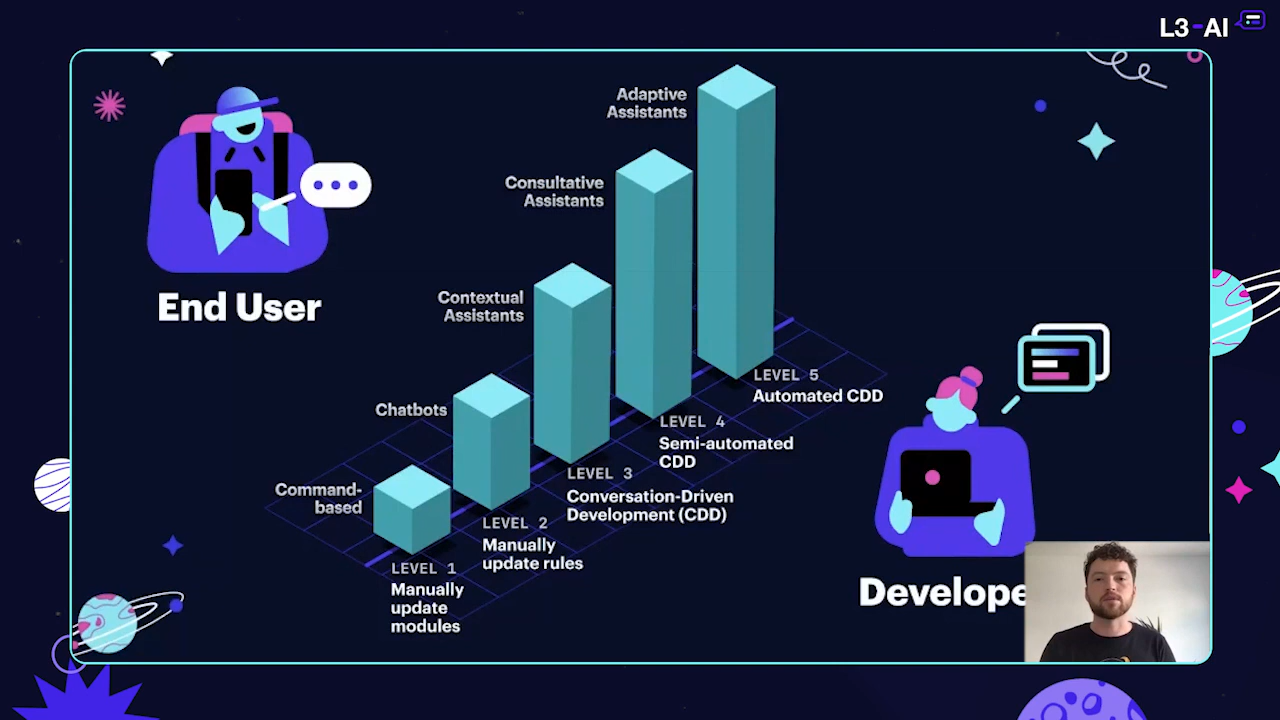 L3-AI
Adaptive
Assistants
Consultative
Assistants
End User
Contextual
Assistants
LEVEL 5
Automated CDD
Chatbots
LEVEL 4
Semi-automated
CDD
LEVEL 3
Conversation-Driven
Development (CDD)
Command-
based
LEVEL 2
Manually
update rules
LEVEL 1
Manually
update
modules
Develope